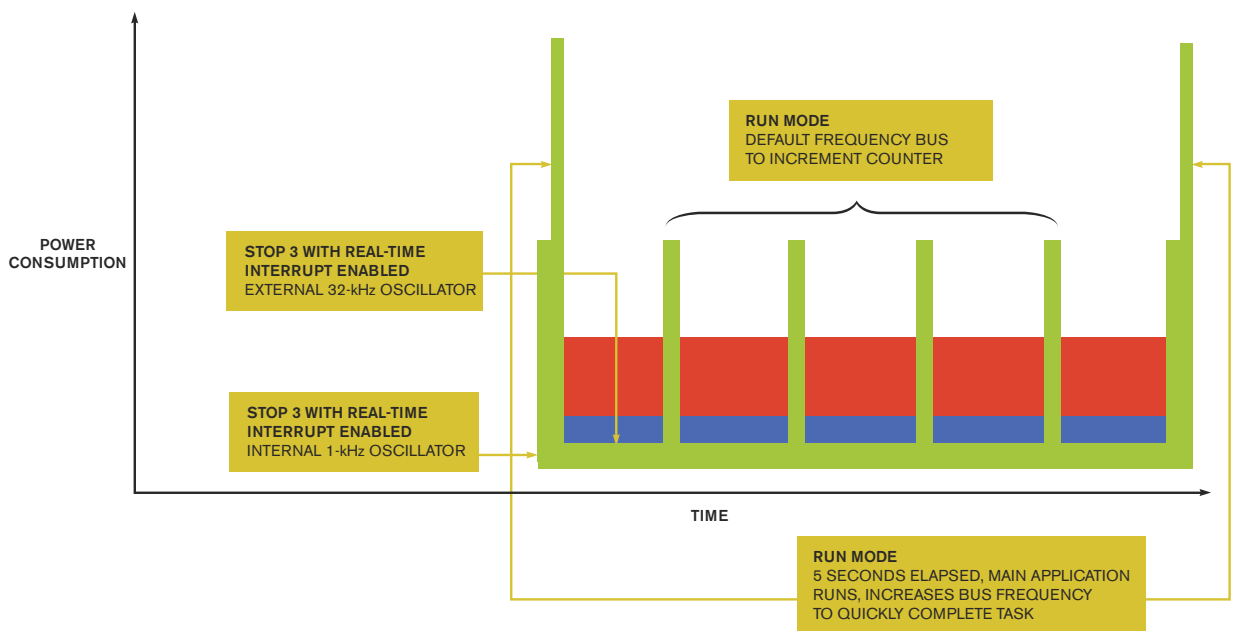 RUN MODE
DEFAULT FREQUENCY BUS
TO INCREMENT COUNTER
POWER
CONSUMPTION
STOP 3 WITH REAL-TIME
INTERRUPT ENABLED
EXTERNAL 32-kHz OSCILLATOR
STOP 3 WITH REAL-TIME
INTERRUPT ENABLED
INTERNAL 1-kHz OSCILLATOR
TIME
RUN MODE
5 SECONDS ELAPSED, MAIN APPLICATION
RUNS, INCREASES BUS FREQUENCY
TO QUICKLY COMPLETE TASK